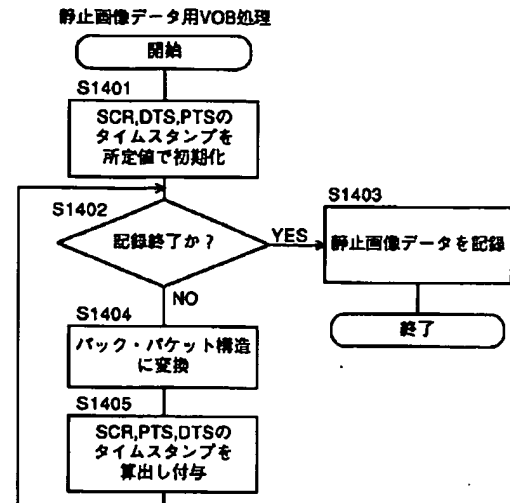 静止画像データ用VOB処理
開始
S1401
SCR,DTS,PTSの
タイムスタンプを
所定値で初期化
S1402
記録終了か?
YES
NO
S1403
静止画像データを記録
終了
S1404
パック・パケット構造
に変換
S1405
SCR,PTS,DTSの
タイムスタンプを
算出し付与